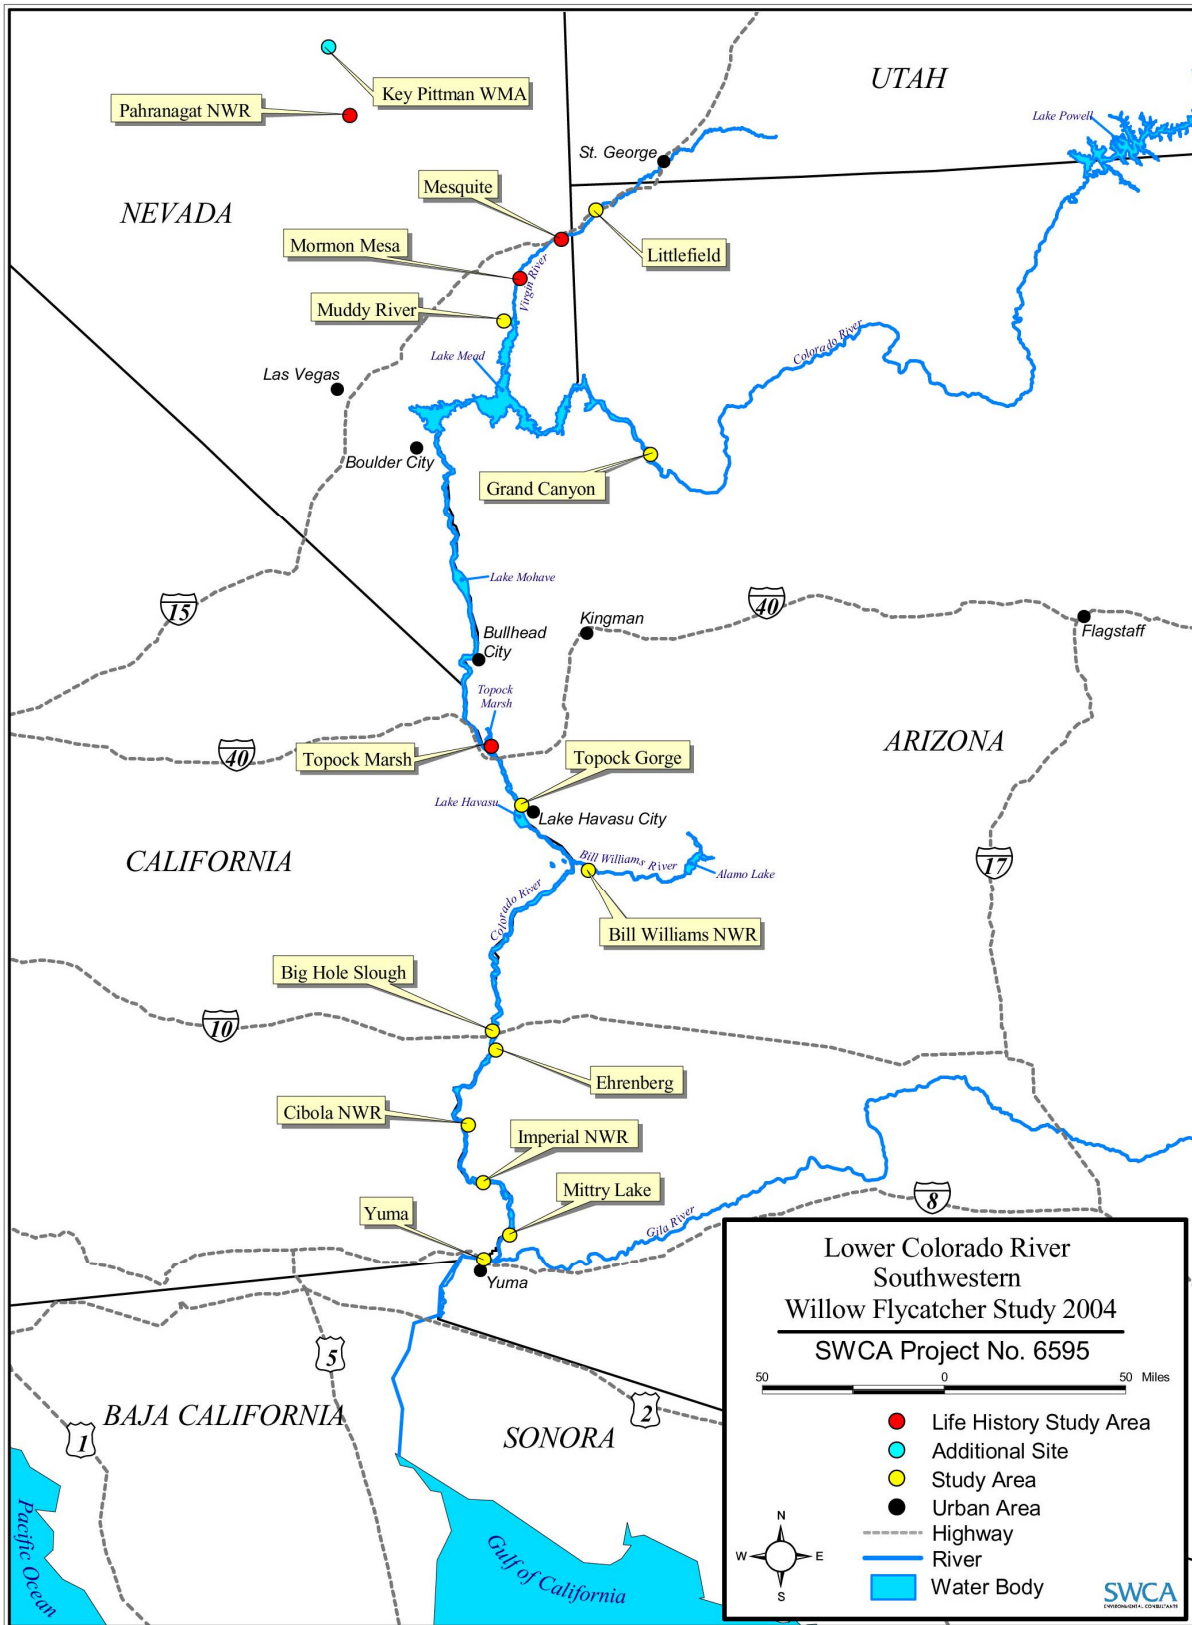 UTAH
Key Pittman WMA
Pahranagat NWR
Lake Powell
St. George
Mesquite
NEVADA
Mormon Mesa
Littlefield
Virgin River
Muddy River
Colorado River
Lake Mead
Las Vegas
Boulder City
Grand Canyon
Lake Mohave
15
40
Kingman
Bullhead
City
Flagstaff
Topock
Marsh
40
Topock Marsh
Topock Gorge
ARIZONA
Lake Havasu
Lake Havasu City
CALIFORNIA
Bill Williams River
Alamo Lake
17
Colorado River
Bill Williams NWR
Big Hole Slough
10
Ehrenberg
Cibola NWR
Imperial NWR
Mittry Lake
Yuma
8
Gila River
Yuma
5
BAJA CALIFORNIA
2
1
SONORA
Pacific Ocean
Gulf of California
Lower Colorado River
Southwestern
Willow Flycatcher Study 2004
SWCA Project No. 6595
50 0 50 Miles
Life History Study Area
Additional Site
Study Area
Urban Area
Highway
River
Water Body
N
W E
S
SWCA
ENVIRONMENTAL CONSULTANTS